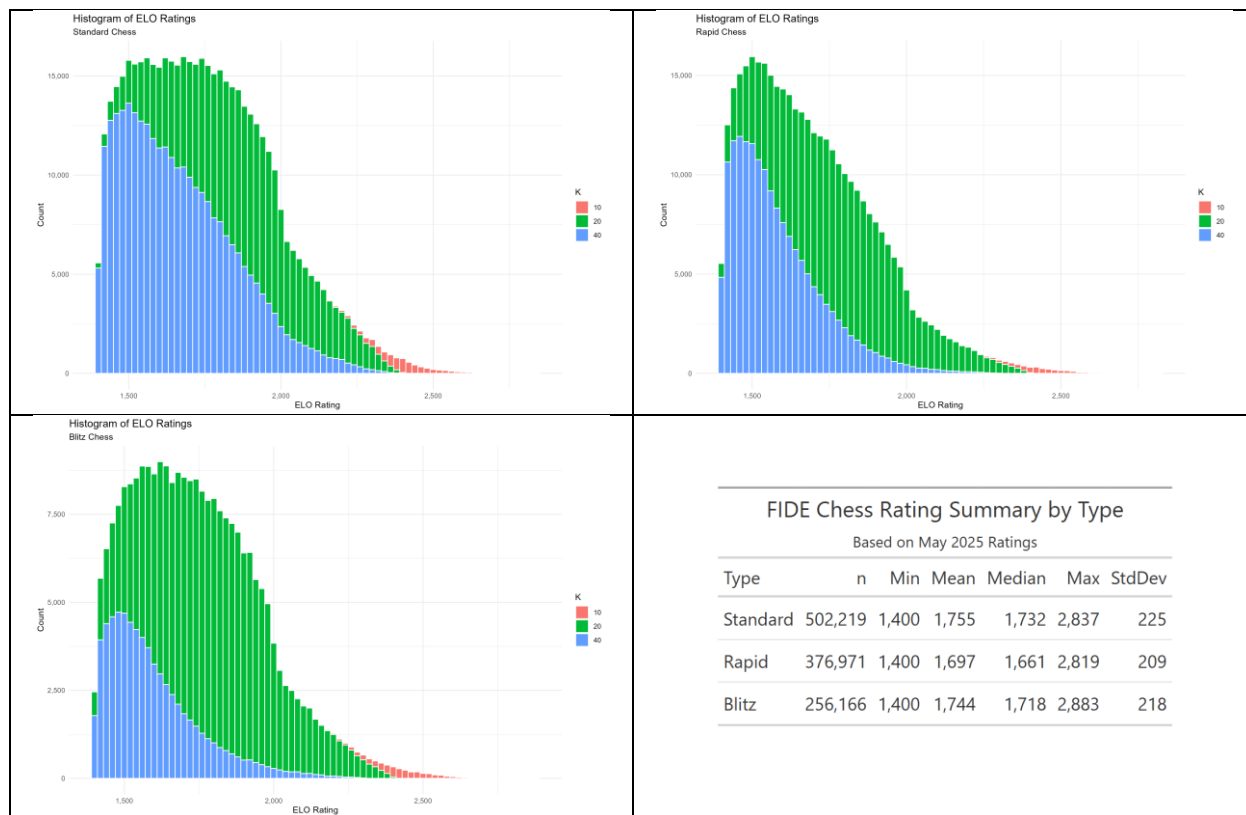 Histogram of ELO Ratings
Standard Chess
15,000
10,000
5,000
0
Count
1,500
2,000
2,500
ELO Rating
K
10
20
40
Histogram of ELO Ratings
Rapid Chess
15,000
10,000
5,000
0
Count
1,500
2,000
2,500
ELO Rating
K
10
20
40
Histogram of ELO Ratings
Blitz Chess
7,500
5,000
2,500
0
Count
1,500
2,000
2,500
ELO Rating
K
10
20
40
FIDE Chess Rating Summary by Type
Based on May 2025 Ratings
Type n Min Mean Median Max StdDev
Standard 502,219 1,400 1,755 1,732 2,837 225
Rapid 376,971 1,400 1,697 1,661 2,819 209
Blitz 256,166 1,400 1,744 1,718 2,883 218